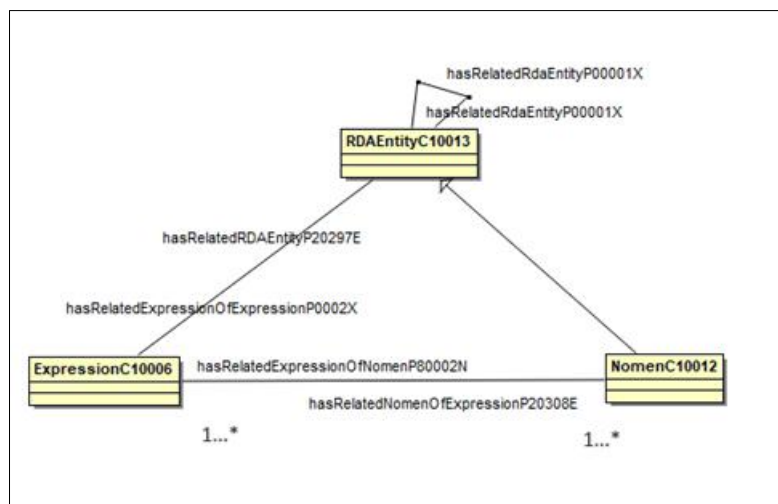 hasRelatedRdaEntityP00001X
hasRelatedRdaEntityP00001X
RDAEntityC10013
hasRelatedRDAEntityP20297E
hasRelatedExpressionOfExpressionP0002X
ExpressionC10006
hasRelatedExpressionOfNomenP80002N
NomenC10012
hasRelatedNomenOfExpressionP20308E
1...*
1...*